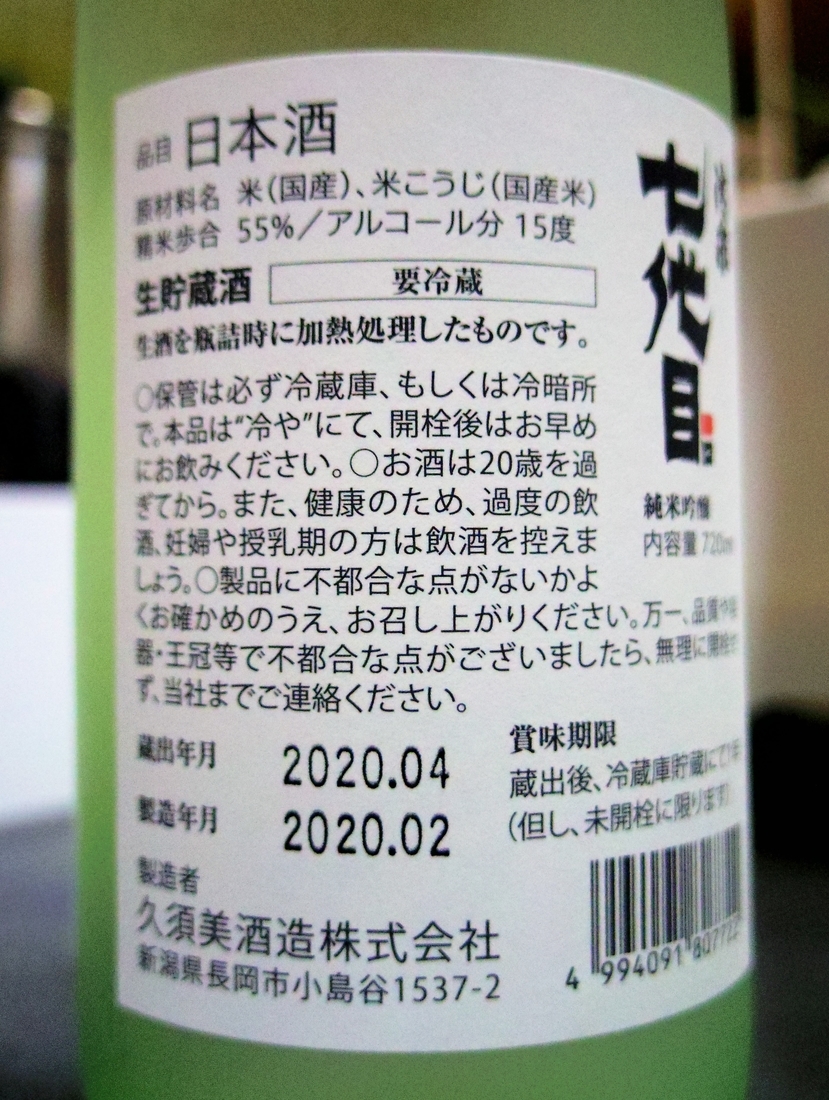 品目 日本酒
原材料名 米(国産)、米こうじ(国産米)
精米歩合 55%/アルコール分 15度
生貯蔵酒 要冷蔵
生酒を瓶詰時に加熱処理したものです。
○保管は必ず冷蔵庫、もしくは冷暗所
で。本品は“冷や”にて、開栓後はお早め
にお飲みください。○お酒は20歳を過
ぎてから。また、健康のため、過度の飲
酒、妊婦や授乳期の方は飲酒を控えま
しょう。○製品に不都合な点がないかよ
くお確かめのうえ、お召し上がりください。万一、品質や
器・王冠等で不都合な点がございましたら、無理に開栓せ
ず、当社までご連絡ください。
七代目
純米吟醸
内容量 720ml
蔵出年月 2020.04
製造年月 2020.02
賞味期限
蔵出後、冷蔵庫貯蔵にて
(但し、未開栓に限ります)
製造者
久須美酒造株式会社
新潟県長岡市小島谷1537-2
4 994091 80772